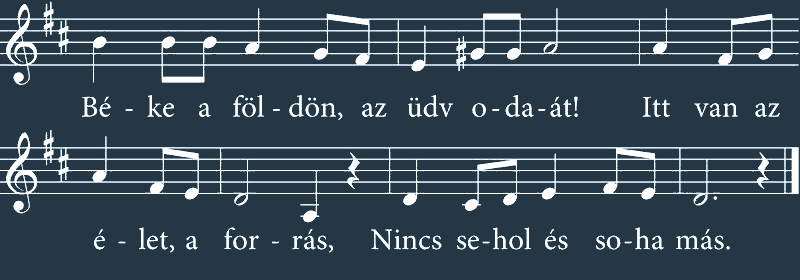 Bé - ke a föl - dön, az üdv o - da - át! Itt van az
é - let, a for - rás, Nincs se - hol és so - ha más.